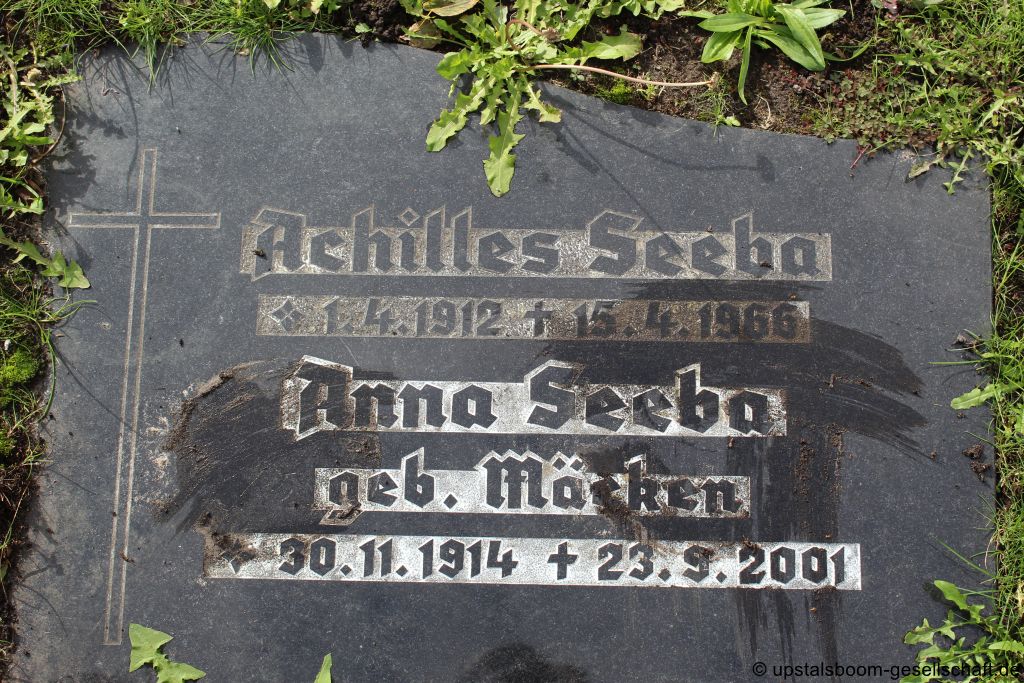 Achilles Seeba
1.4.1912 † 15.4.1966
Anna Seeba
geb. Mäcken
30.11.1914 † 23.9.2001
© upstalsboom-gesellschaft.de